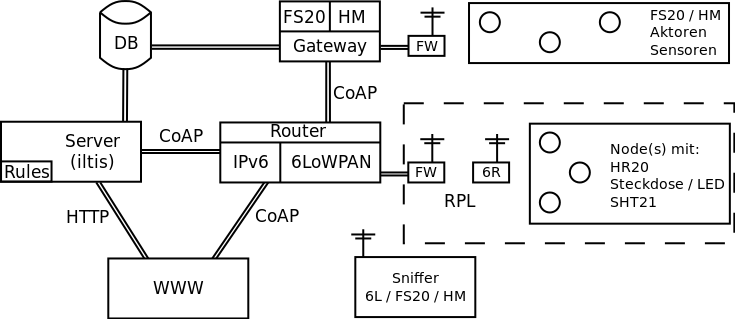 DB
FS20
HM
Gateway
FW
FS20 / HM
Aktoren
Sensoren
CoAP
Server
(iltis)
Rules
CoAP
Router
IPv6
6LoWPAN
FW
6R
RPL
Node(s) mit:
HR20
Steckdose / LED
SHT21
HTTP
CoAP
WWW
Sniffer
6L / FS20 / HM